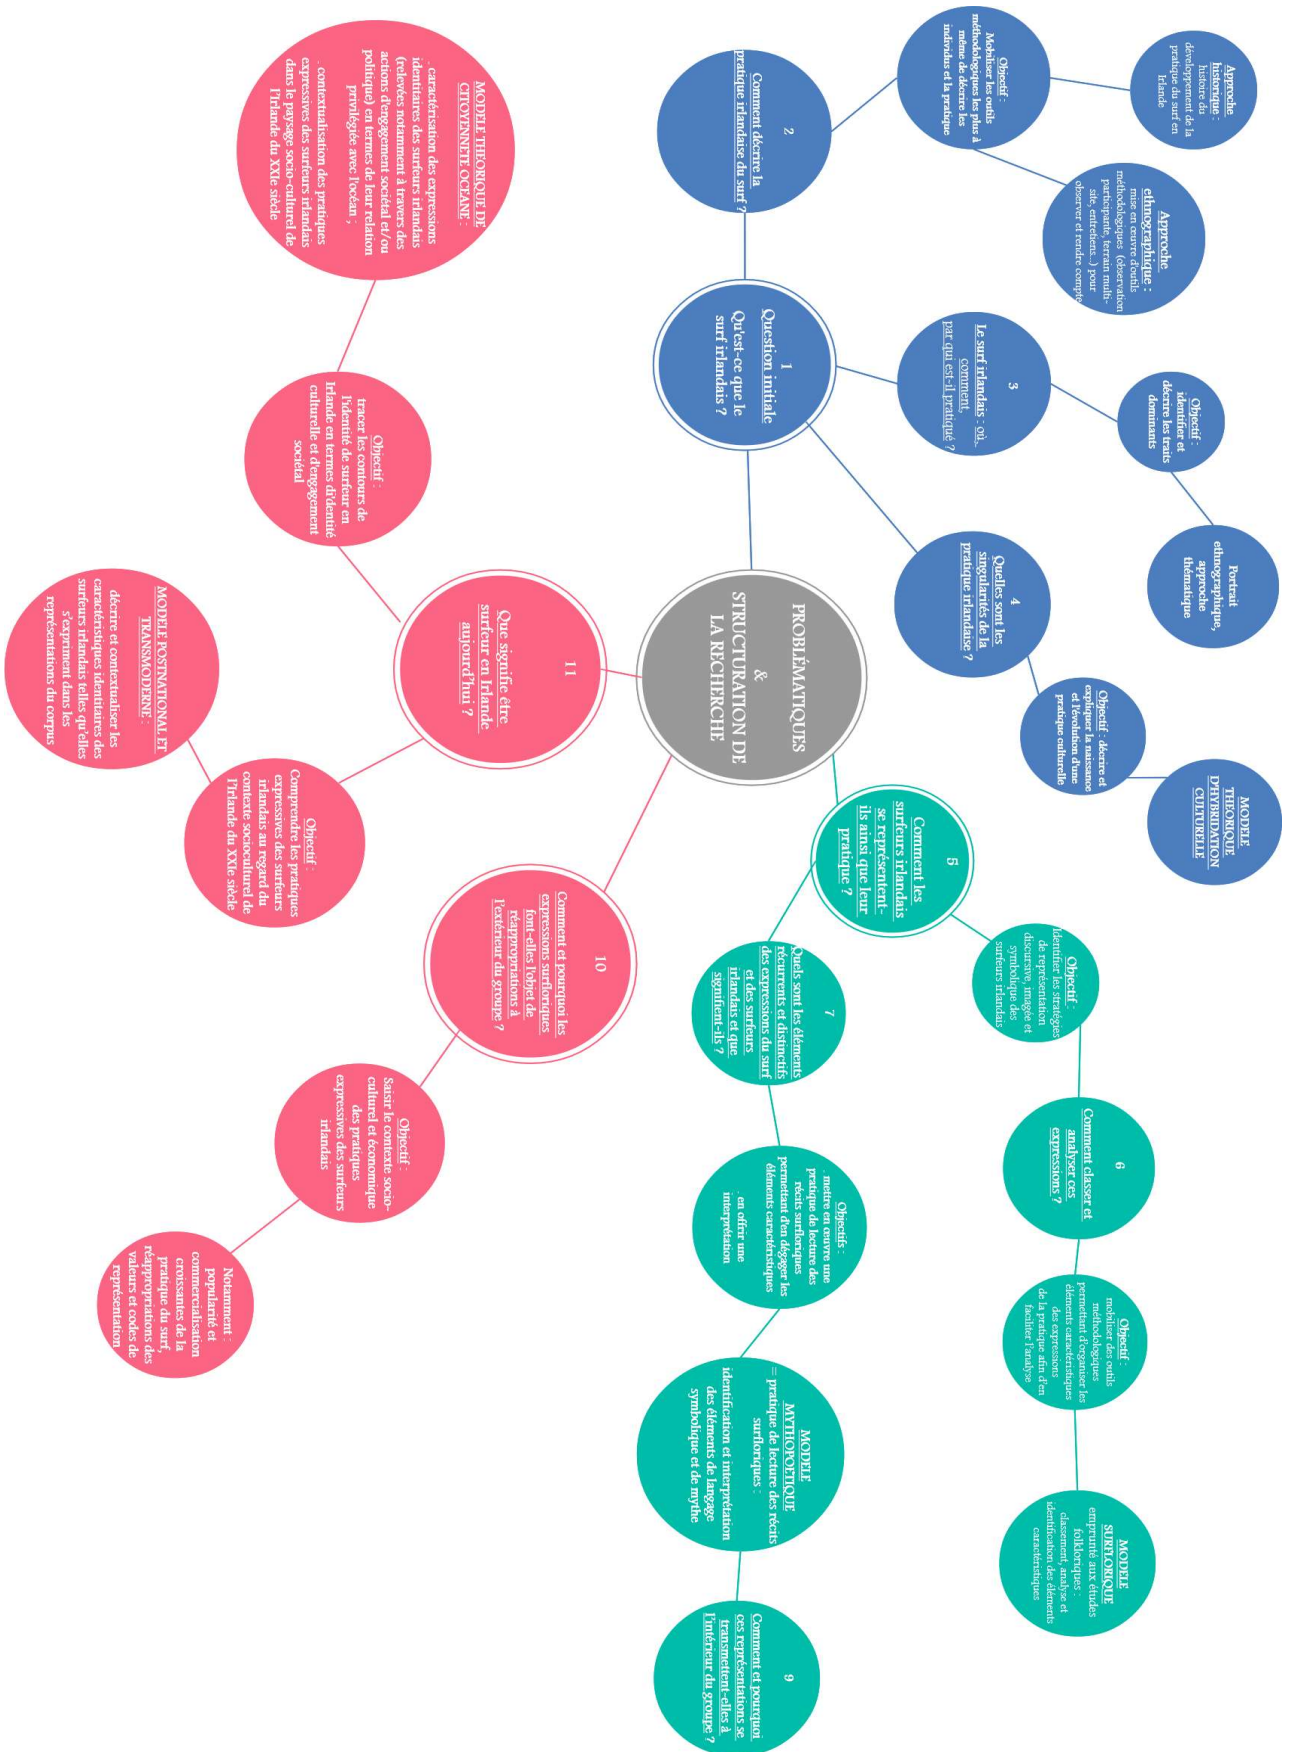 PROBLÉMATIQUES
&
STRUCTURATION DE
LA RECHERCHE
1
Question initiale
Qu'est-ce que le
surf irlandais ?
2
Comment décrire la
pratique irlandaise du surf ?
Objectif :
Mobiliser les outils
méthodologiques les plus à
même de décrire les
individus et la pratique
Approche
historique :
histoire du
développement de la
pratique du surf en
Irlande
Approche
ethnographique :
mise en œuvre d'outils
méthodologiques (observation
participante, terrain multi-
site, entretiens...) pour
observer et rendre compte
3
Le surf irlandais : où,
comment,
par qui est-il pratiqué ?
Objectif :
identifier et
décrire les traits
dominants
Portrait
ethnographique,
approche
thématique
4
Quelles sont les
singularités de la
pratique irlandaise ?
Objectif : décrire et
expliquer la naissance
et l'évolution d'une
pratique culturelle
MODELE
THEORIQUE
D'HYBRIDATION
CULTURELLE
5
Comment les
surfeurs irlandais
se représentent-
ils ainsi que leur
pratique ?
Objectif :
Identifier les stratégies
de représentation
discursive, imagée et
symbolique des
surfeurs irlandais
6
Comment classer et
analyser ces
expressions ?
Objectif :
mobiliser des outils
méthodologiques
permettant d'organiser les
éléments caractéristiques
des expressions
de la pratique afin d'en
faciliter l'analyse
MODELE
SURFLORIQUE
emprunté aux études
folkloriques :
classement, analyse et
identification des éléments
caractéristiques
7
Quels sont les éléments
récurrents et distinctifs
des expressions du surf
et des surfeurs
irlandais et que
signifient-ils ?
Objectifs :
. mettre en œuvre une
pratique de lecture des
récits surfloriques
permettant d'en dégager les
éléments caractéristiques
. en offrir une
interprétation
MODELE
MYTHOPOETIQUE
= pratique de lecture des récits
surfloriques :
identification et interprétation
des éléments de langage
symbolique et de mythe
9
Comment et pourquoi
ces représentations se
transmettent-elles à
l'intérieur du groupe ?
10
Comment et pourquoi les
expressions surfloriques
font-elles l'objet de
réappropriations à
l'extérieur du groupe ?
Objectif :
Saisir le contexte socio-
culturel et économique
des pratiques
expressives des surfeurs
irlandais
Notamment :
popularité et
commercialisation
croissantes de la
pratique du surf,
réappropriations des
valeurs et codes de
représentation
11
Que signifie être
surfeur en Irlande
aujourd'hui ?
Objectif :
tracer les contours de
l'identité de surfeur en
Irlande en termes di'dentité
culturelle et d'engagement
sociétal
MODELE THEORIQUE DE
CITOYENNETE OCEANE :
. caractérisation des expressions
identitaires des surfeurs irlandais
(relevées notamment à travers des
actions d'engagement sociétal et/ou
politique) en termes de leur relation
privilégiée avec l'océan ;
. contextualisation des pratiques
expressives des surfeurs irlandais
dans le paysage socio-culturel de
l'Irlande du XXIe siècle
Objectif :
Comprendre les pratiques
expressives des surfeurs
irlandais au regard du
contexte socioculturel de
l'Irlande du XXIe siècle
MODELE POSTNATIONAL ET
TRANSMODERNE :
décrire et contextualiser les
caractéristiques identitaires des
surfeurs irlandais telles qu'elles
s'expriment dans les
représentations du corpus